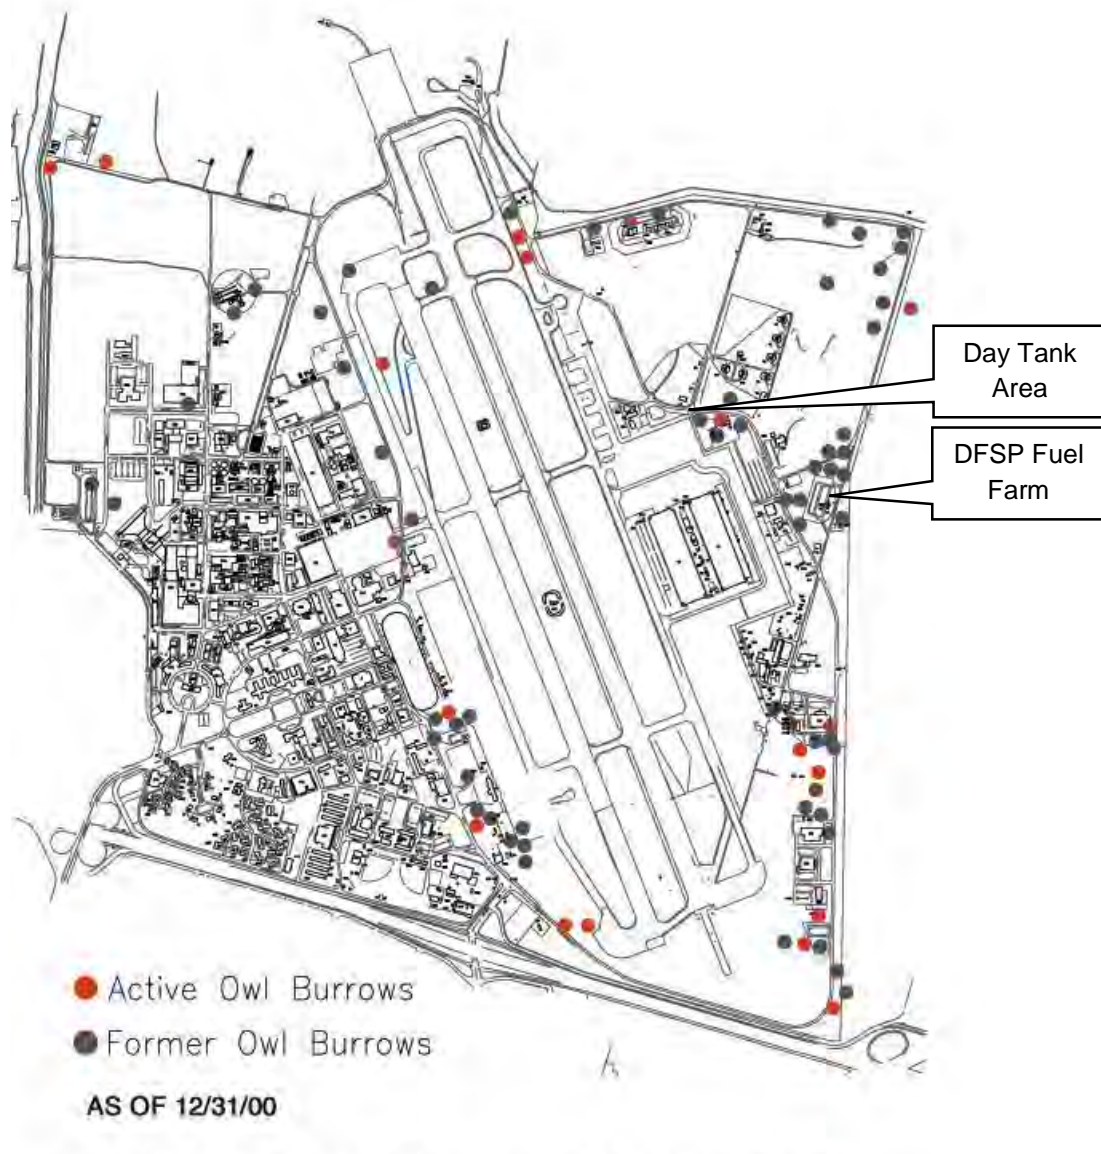 Day Tank
Area
DFSP Fuel
Farm
Active Owl Burrows
Former Owl Burrows
AS OF 12/31/00